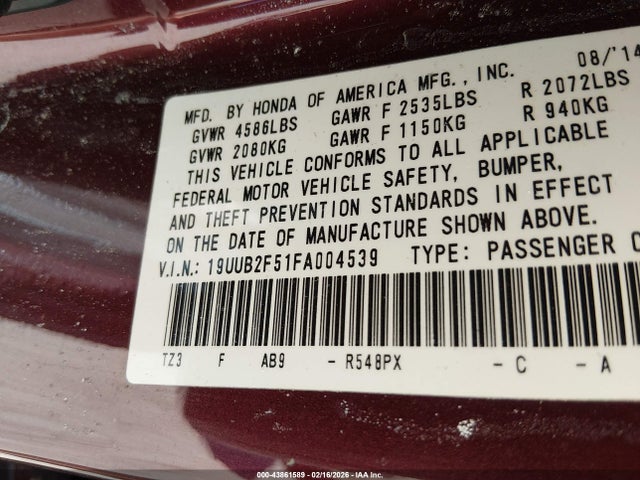 MFD. BY HONDA OF AMERICA MFG., INC. 08/'14
GVWR 4586LBS GAWR F 2535LBS R 2072LBS
GVWR 2080KG GAWR F 1150KG R 940KG
THIS VEHICLE CONFORMS TO ALL APPLICABLE
FEDERAL MOTOR VEHICLE SAFETY, BUMPER,
AND THEFT PREVENTION STANDARDS IN EFFECT
ON THE DATE OF MANUFACTURE SHOWN ABOVE.
V.I.N.: 19UUB2F51FA004539 TYPE: PASSENGER C
TZ3 F AB9 - R548PX - C - A
000-43861589 - 02/16/2026 - IAA Inc.